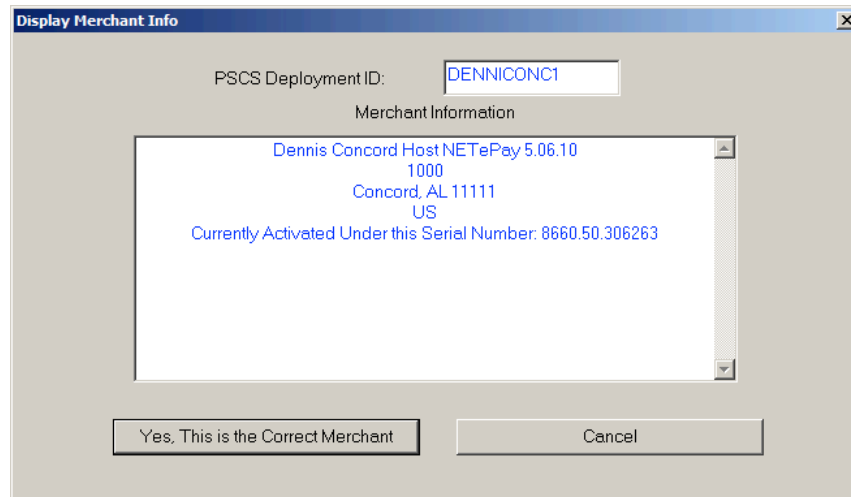 Display Merchant Info
PSCS Deployment ID: DENNICONC1
Merchant Information
Dennis Concord Host NETePay 5.06.10
1000
Concord, AL 11111
US
Currently Activated Under this Serial Number: 8660.50.306263
Yes, This is the Correct Merchant Cancel